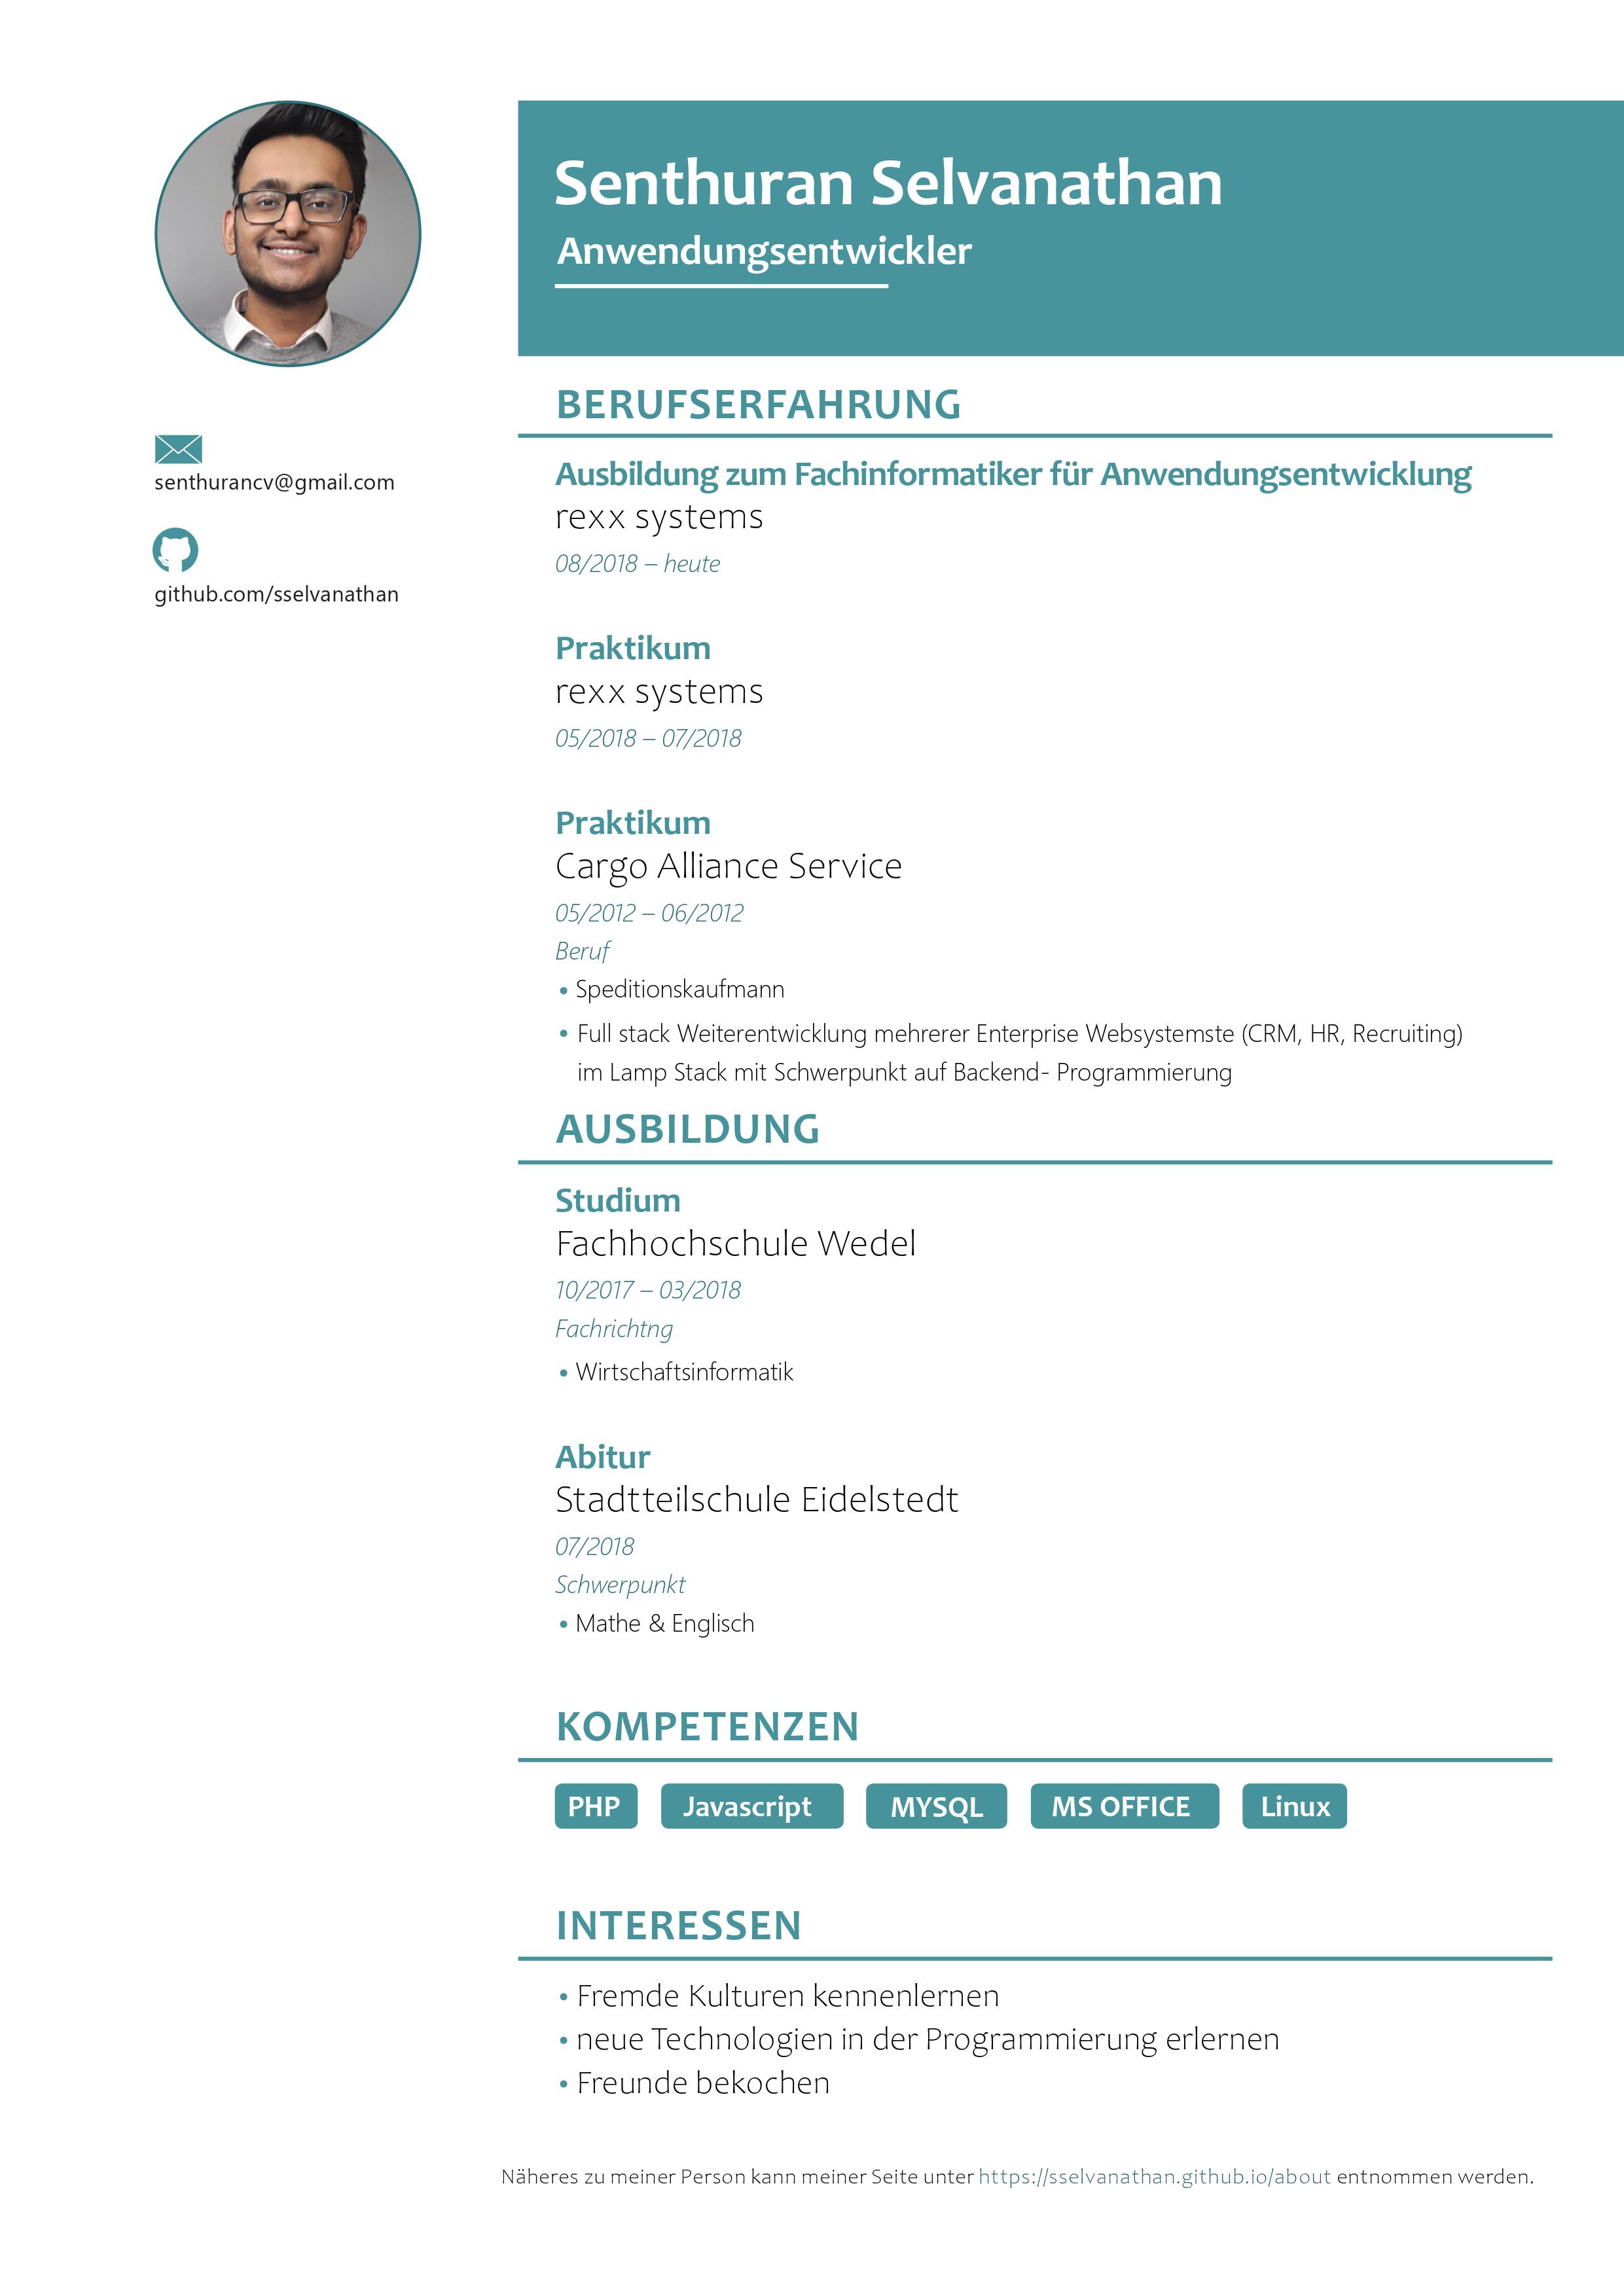 Senthuran Selvanathan
Anwendungsentwickler
senthurancv@gmail.com
github.com/sselvanathan
BERUFSERFAHRUNG
Ausbildung zum Fachinformatiker für Anwendungsentwicklung
rexx systems
08/2018 – heute
Praktikum
rexx systems
05/2018 – 07/2018
Praktikum
Cargo Alliance Service
05/2012 – 06/2012
Beruf
• Speditionskaufmann
• Full stack Weiterentwicklung mehrerer Enterprise Websystemste (CRM, HR, Recruiting)
im Lamp Stack mit Schwerpunkt auf Backend- Programmierung
AUSBILDUNG
Studium
Fachhochschule Wedel
10/2017 – 03/2018
Fachrichtng
• Wirtschaftsinformatik
Abitur
Stadtteilschule Eidelstedt
07/2018
Schwerpunkt
• Mathe & Englisch
KOMPETENZEN
PHP Javascript MYSQL MS OFFICE Linux
INTERESSEN
• Fremde Kulturen kennenlernen
• neue Technologien in der Programmierung erlernen
• Freunde bekochen
Näheres zu meiner Person kann meiner Seite unter https://sselvanathan.github.io/about entnommen werden.